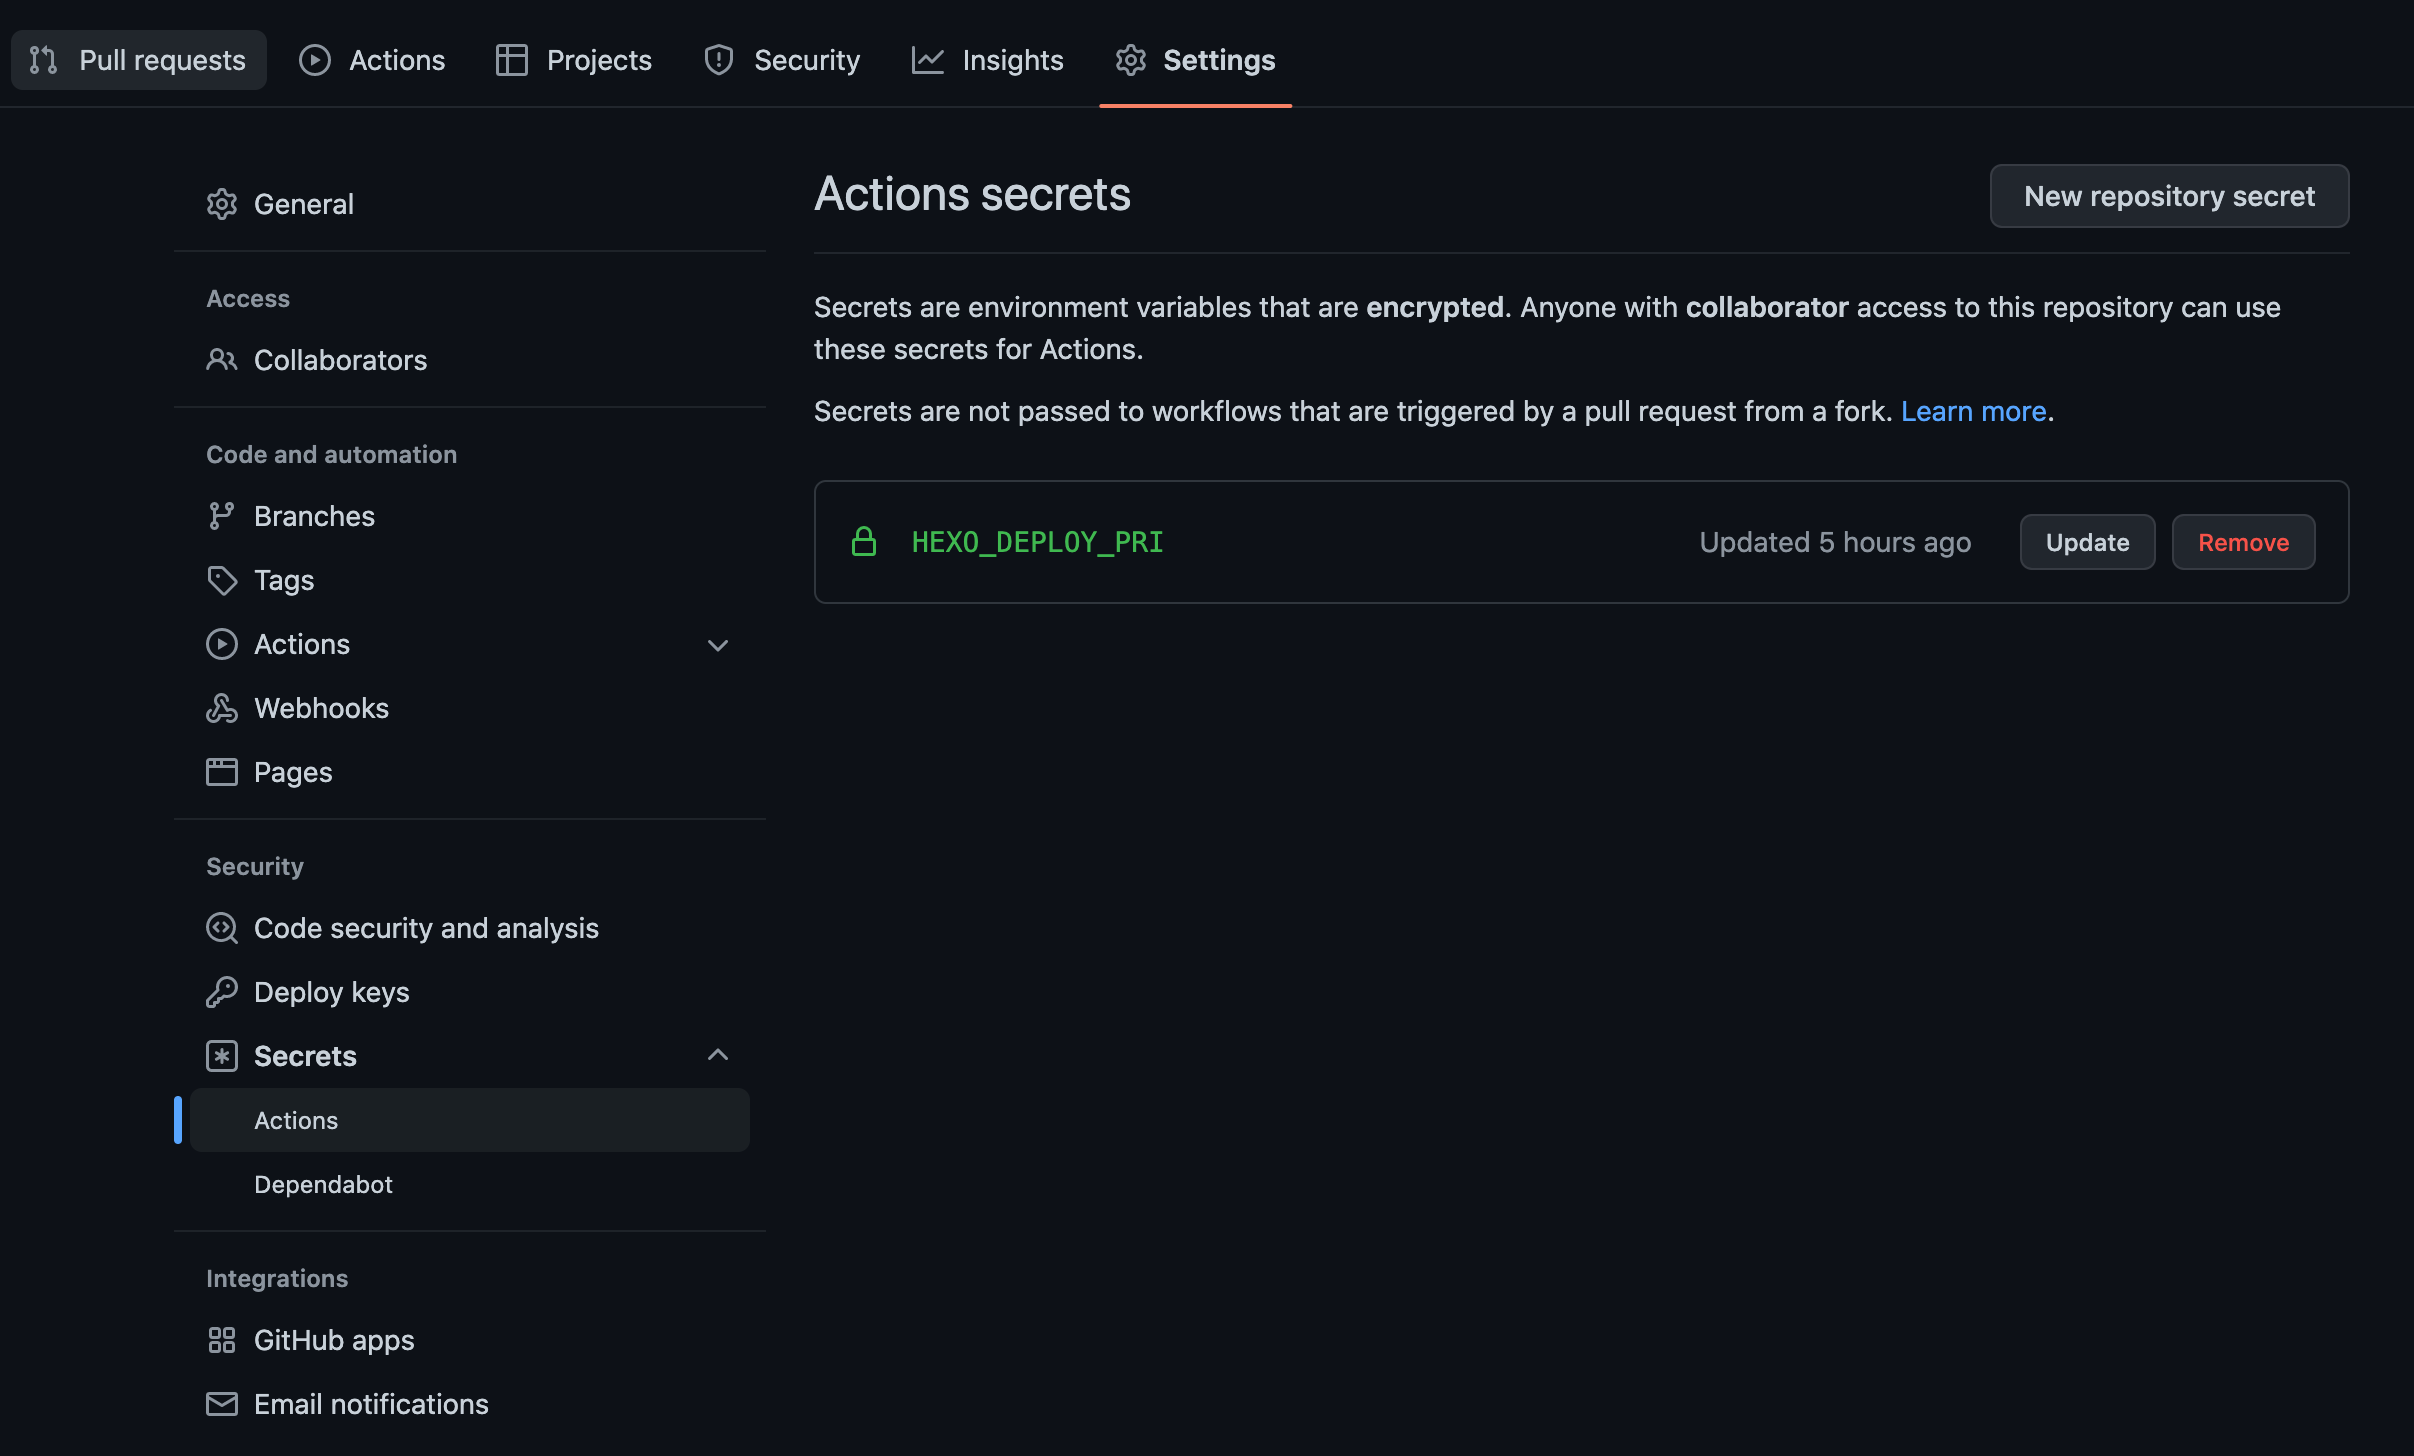 Pull requests
Actions
Projects
Security
Insights
Settings
General
Access
Collaborators
Code and automation
Branches
Tags
Actions
Webhooks
Pages
Security
Code security and analysis
Deploy keys
Secrets
Actions
Dependabot
Integrations
GitHub apps
Email notifications
Actions secrets
New repository secret
Secrets are environment variables that are encrypted. Anyone with collaborator access to this repository can use
these secrets for Actions.
Secrets are not passed to workflows that are triggered by a pull request from a fork. Learn more.
HEXO_DEPLOY_PRI
Updated 5 hours ago
Update
Remove